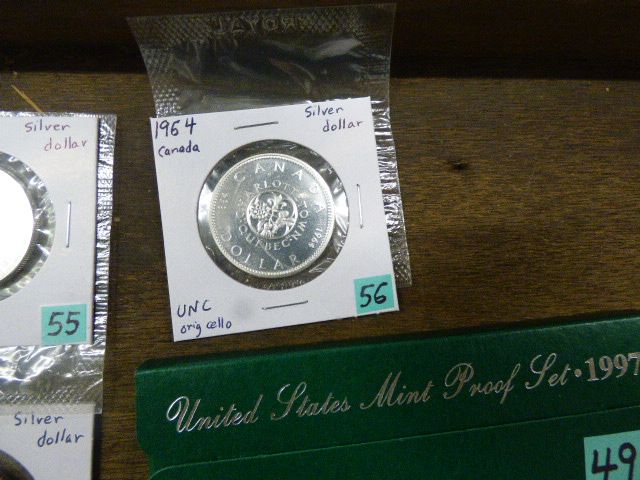 ROYAL
1964
Canada
Silver
dollar
CANADA
DOLLAR
1964
CHARLOTTETOWN
QUEBEC
UNC
orig cello
56
Silver
dollar
55
Silver
dollar
United States Mint Proof Set • 1997
49